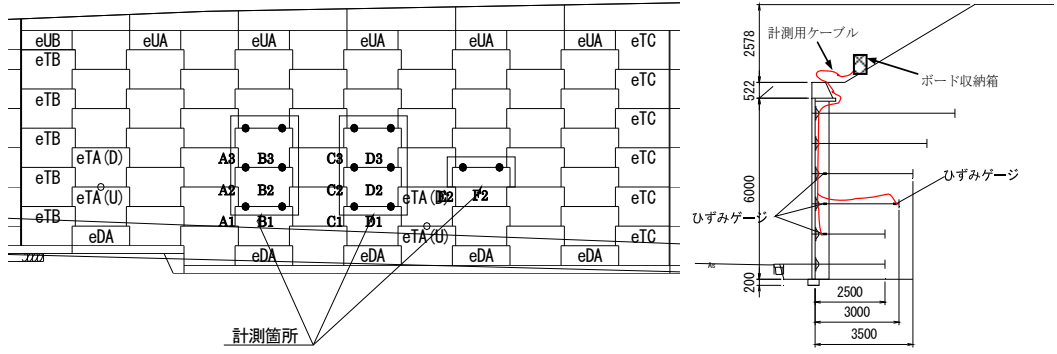 eUB eUA eUA eUA eUA eTC
eTB
eTC
eTB
eTC
eTB
eTA(D) A3 B3 C3 D3
eTC
eTB
eTA(U) A2 B2 C2 D2 eTA(D) E2 F2
eTC
eTB
A1 B1 C1 D1
eTA(U)
eTC
eDA eDA eDA eDA eDA
計測箇所
2578
522
6000
200
計測用ケーブル
ボード収納箱
ひずみゲージ
ひずみゲージ
2500
3000
3500